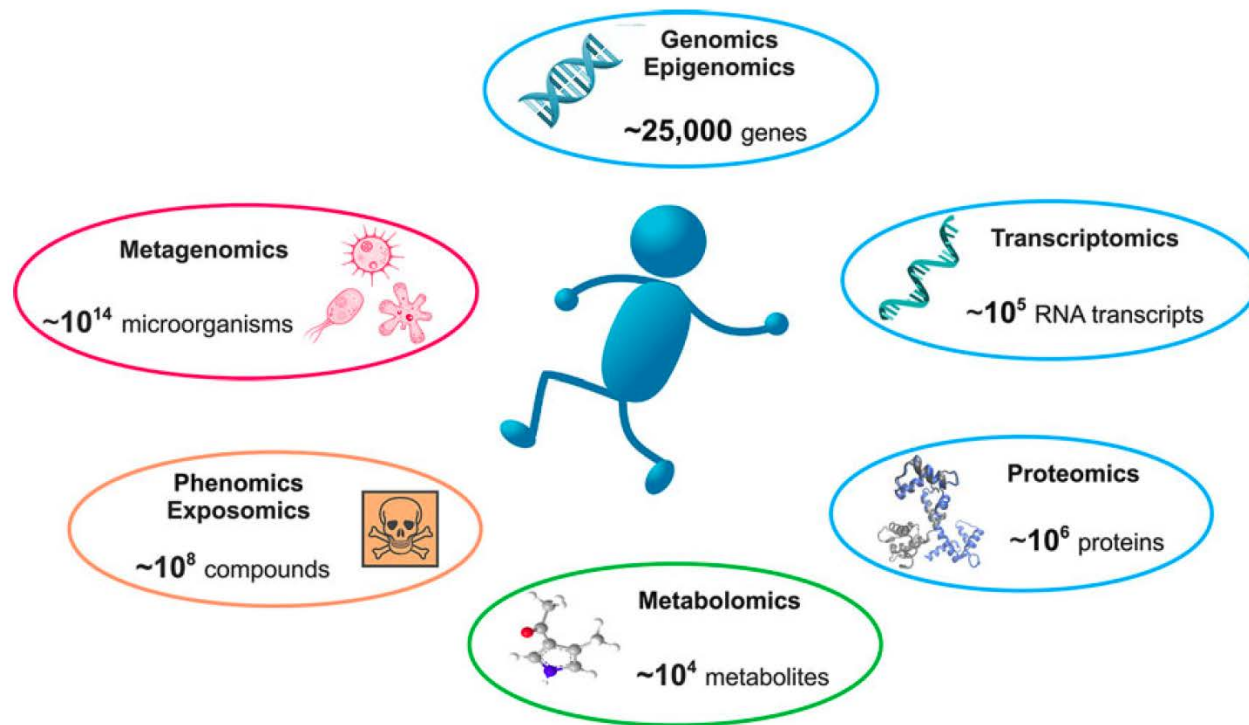 Genomics
Epigenomics
~25,000 genes
Metagenomics
~10¹⁴ microorganisms
Transcriptomics
~10⁵ RNA transcripts
Phenomics
Exposomics
~10⁸ compounds
Proteomics
~10⁶ proteins
Metabolomics
~10⁴ metabolites